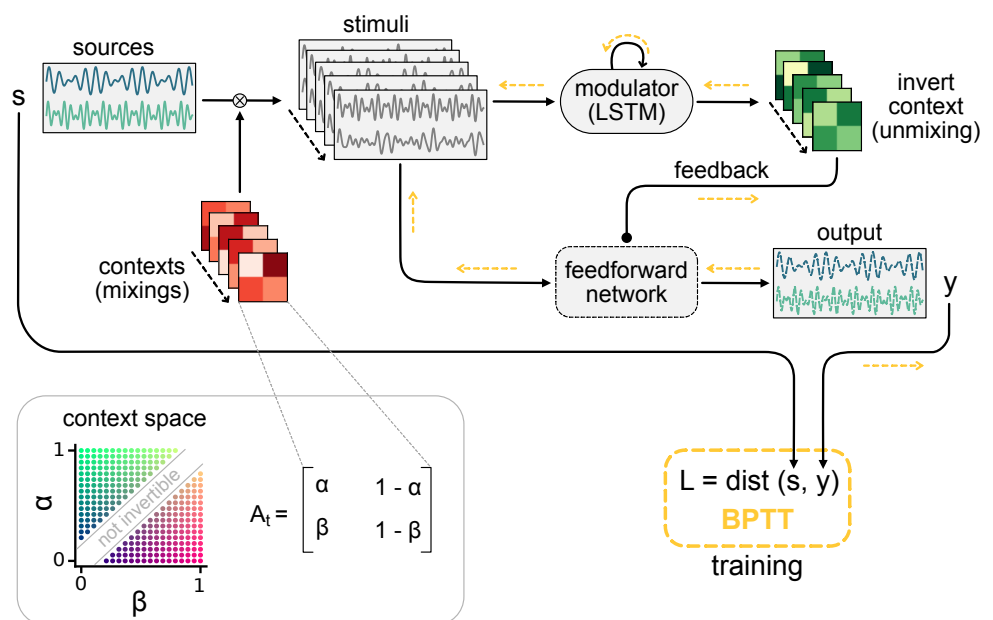 stimuli
sources
s
modulator
(LSTM)
invert
context
(unmixing)
feedback
contexts
(mixings)
feedforward
network
output
y
context space
1
α
not invertible
0
0
1
β
A_t = [ α 1 - α
β 1 - β ]
L = dist (s, y)
BPTT
training